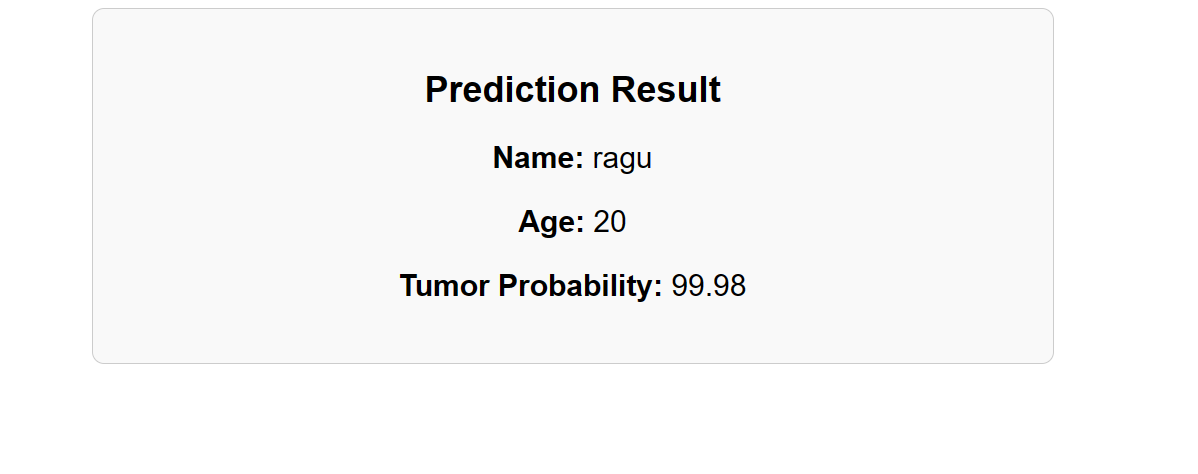 Prediction Result
Name: ragu
Age: 20
Tumor Probability: 99.98